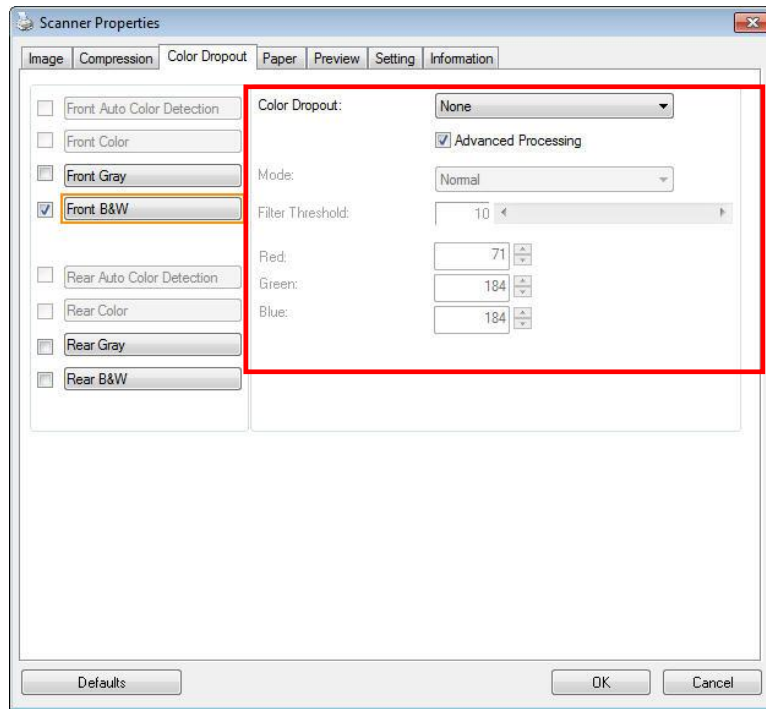 Scanner Properties
Image Compression Color Dropout Paper Preview Setting Information
Front Auto Color Detection
Front Color
Front Gray
Front B&W
Rear Auto Color Detection
Rear Color
Rear Gray
Rear B&W
Color Dropout: None
Advanced Processing
Mode: Normal
Filter Threshold: 10
Red: 71
Green: 184
Blue: 184
Defaults OK Cancel